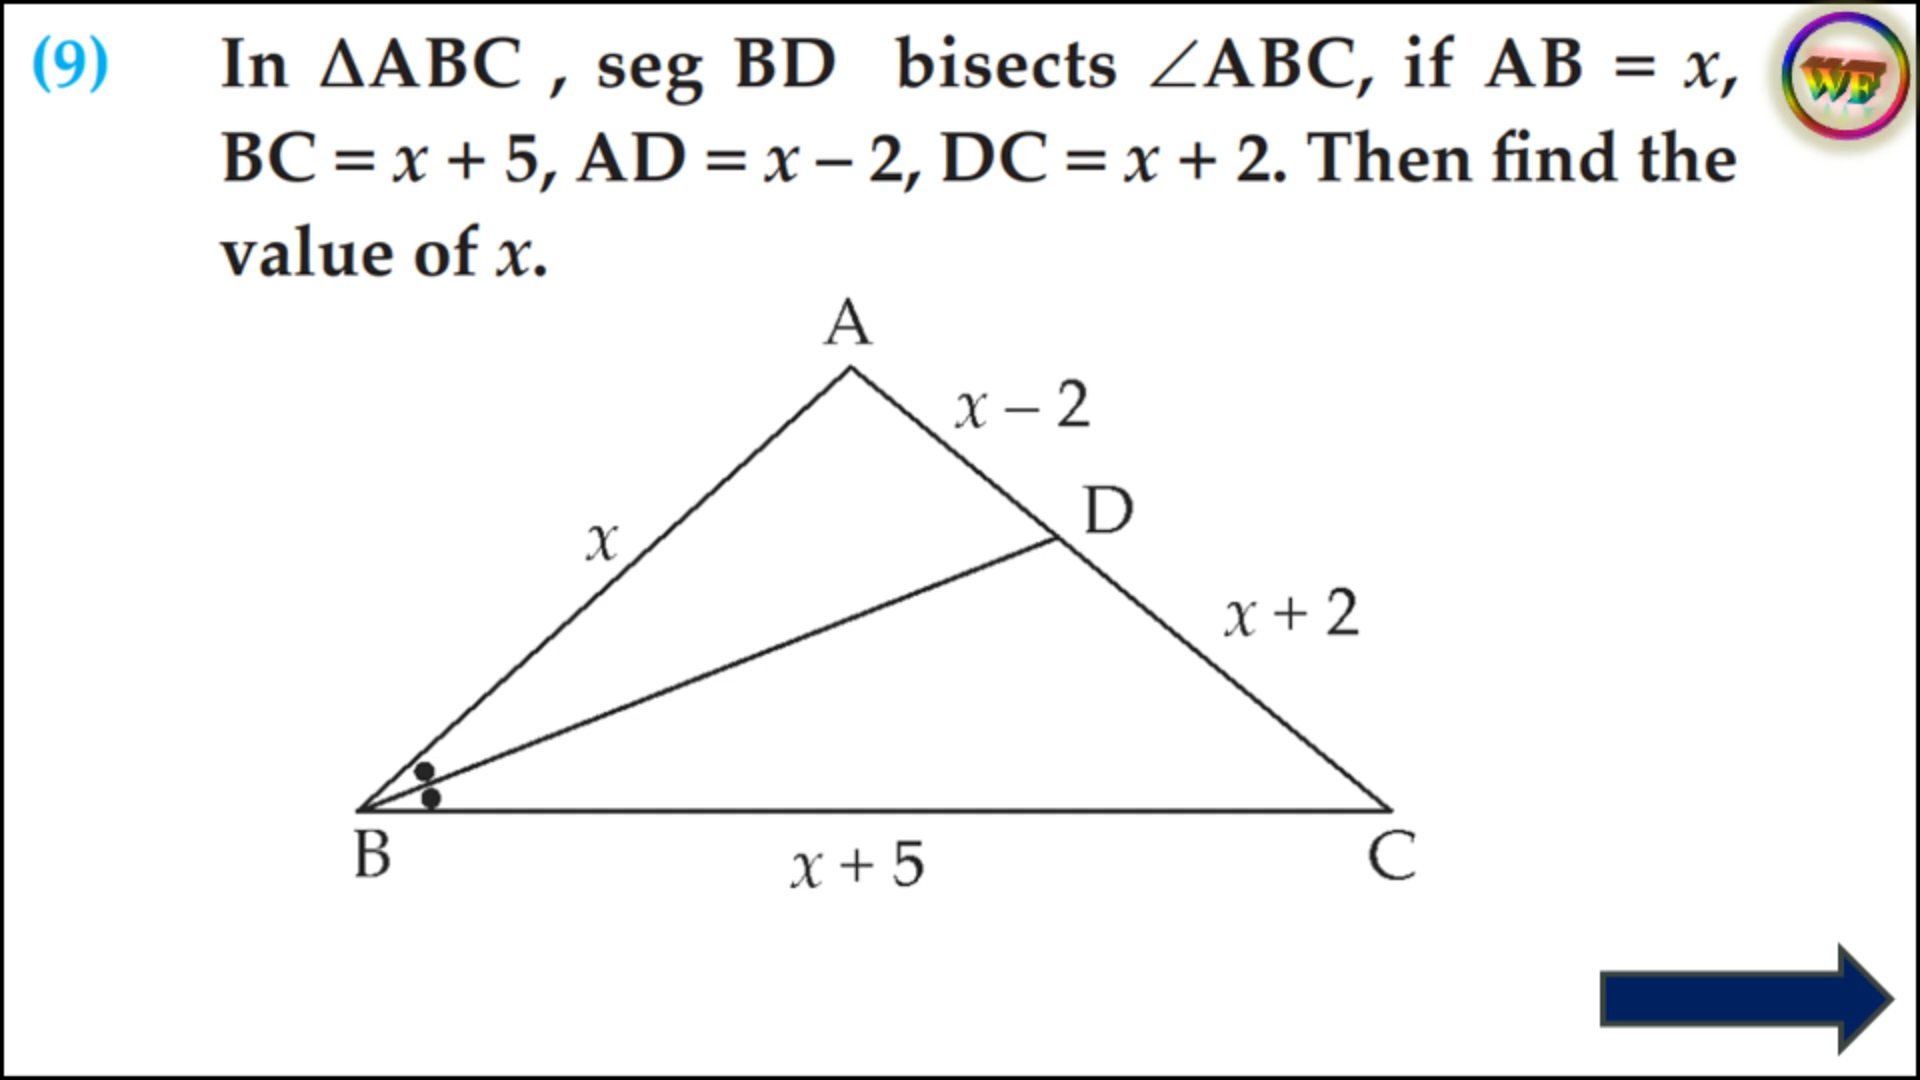 (9) In ΔABC , seg BD bisects ∠ABC, if AB = x,
BC = x + 5, AD = x – 2, DC = x + 2. Then find the
value of x.
WF
A
x – 2
D
x
x + 2
B
x + 5
C